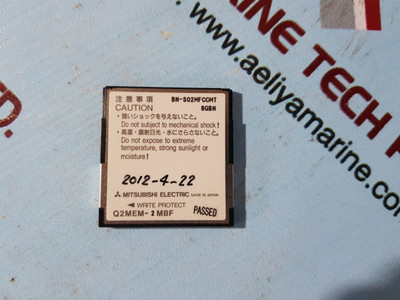 注意事項 BN-S02MFCCMT
CAUTION 8GBH
・強いショックを与えないこと。
Do not subject to mechanical shock!
・高温・直射日光・水にさらさないこと。
Do not expose to extreme
temperature, strong sunlight or
moisture!
2012-4-22
MITSUBISHI ELECTRIC MADE IN JAPAN
◀ WRITE PROTECT
Q2MEM-2MBF PASSED
RINE TECH
www.aeliyamarine.com
TED.